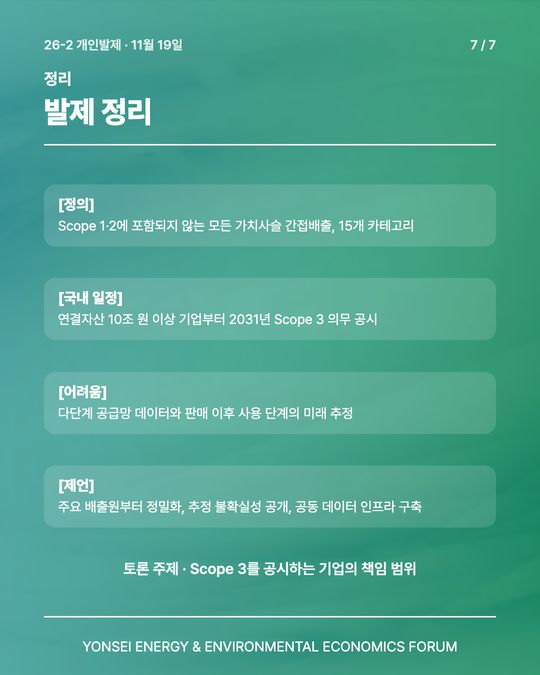 26-2 개인발제 · 11월 19일
7 / 7
정리
발제 정리
[정의]
Scope 1·2에 포함되지 않는 모든 가치사슬 간접배출, 15개 카테고리
[국내 일정]
연결자산 10조 원 이상 기업부터 2031년 Scope 3 의무 공시
[어려움]
다단계 공급망 데이터와 판매 이후 사용 단계의 미래 추정
[제언]
주요 배출원부터 정밀화, 추정 불확실성 공개, 공동 데이터 인프라 구축
토론 주제 · Scope 3를 공시하는 기업의 책임 범위
YONSEI ENERGY & ENVIRONMENTAL ECONOMICS FORUM